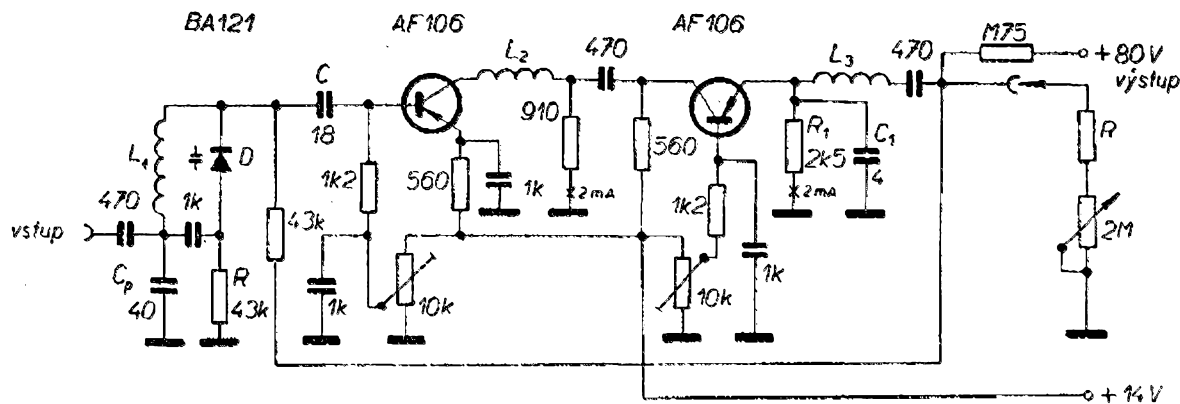 BA121
AF106
AF106
M75
+80V
výstup
L2
470
470
L3
C
18
910
560
R1
2k5
C1
4
R
L1
D
1k2
560
1k
2mA
1k2
2mA
470
1k
43k
2M
vstup
Cp
40
R
43k
1k
10k
10k
1k
+14V